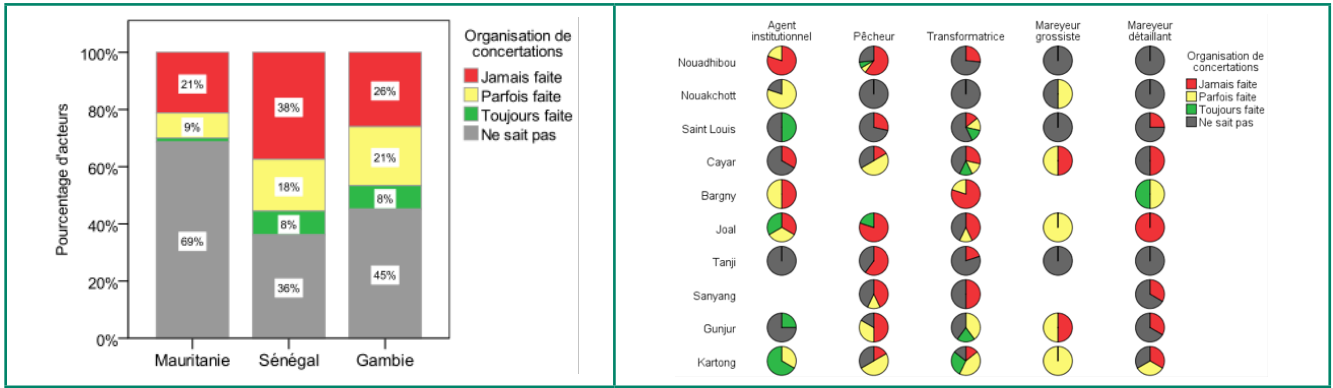 Organisation de
concertations
Jamais faite
Parfois faite
Toujours faite
Ne sait pas
Pourcentage d'acteurs
100%
80%
60%
40%
20%
0%
21%
9%
69%
38%
18%
8%
36%
26%
21%
8%
45%
Mauritanie Sénégal Gambie
Agent
institutionnel
Pêcheur
Transformatrice
Mareyeur
grossiste
Mareyeur
détaillant
Organisation de
concertations
Jamais faite
Parfois faite
Toujours faite
Ne sait pas
Nouadhibou
Nouakchott
Saint Louis
Cayar
Bargny
Joal
Tanji
Sanyang
Gunjur
Kartong